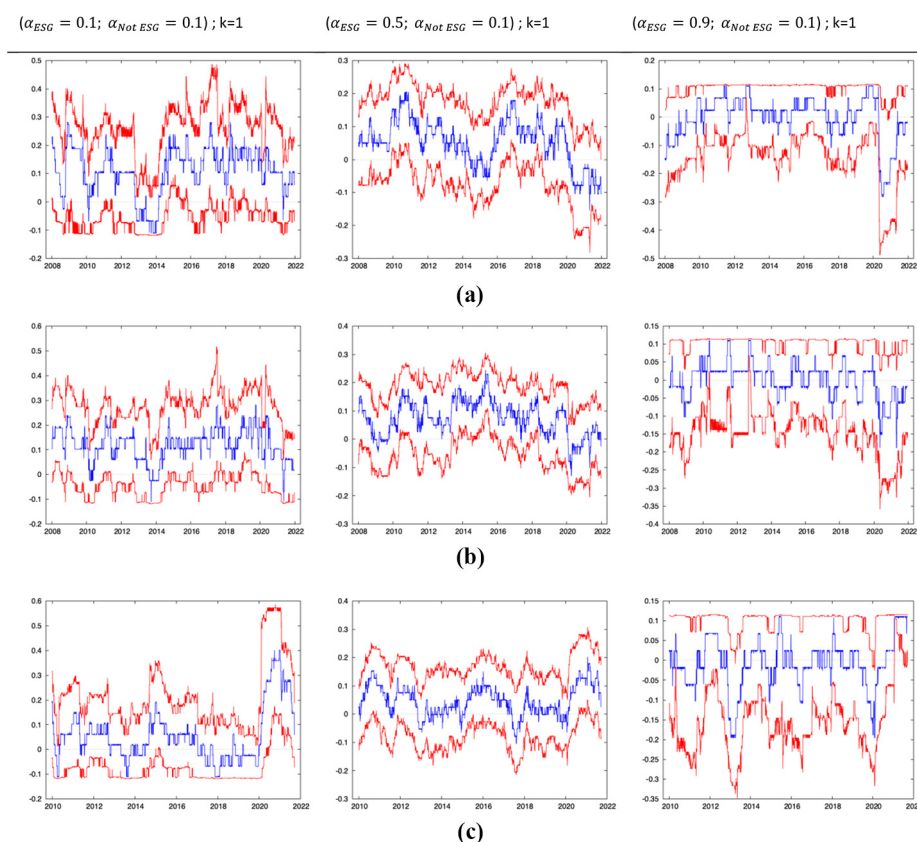 (α_ESG = 0.1; α_Not ESG = 0.1) ; k=1 (α_ESG = 0.5; α_Not ESG = 0.1) ; k=1 (α_ESG = 0.9; α_Not ESG = 0.1) ; k=1
0.5 0.4 0.3 0.2 0.1 0 -0.1 -0.2
2008 2010 2012 2014 2016 2018 2020 2022
0.3 0.2 0.1 0 -0.1 -0.2 -0.3
2008 2010 2012 2014 2016 2018 2020 2022
0.2 0.1 0 -0.1 -0.2 -0.3 -0.4 -0.5
2008 2010 2012 2014 2016 2018 2020 2022
(a)
0.6 0.5 0.4 0.3 0.2 0.1 0 -0.1 -0.2
2008 2010 2012 2014 2016 2018 2020 2022
0.4 0.3 0.2 0.1 0 -0.1 -0.2 -0.3
2008 2010 2012 2014 2016 2018 2020 2022
0.15 0.1 0.05 0 -0.05 -0.1 -0.15 -0.2 -0.25 -0.3 -0.35 -0.4
2008 2010 2012 2014 2016 2018 2020 2022
(b)
0.6 0.5 0.4 0.3 0.2 0.1 0 -0.1 -0.2
2010 2012 2014 2016 2018 2020 2022
0.4 0.3 0.2 0.1 0 -0.1 -0.2 -0.3
2010 2012 2014 2016 2018 2020 2022
0.15 0.1 0.05 0 -0.05 -0.1 -0.15 -0.2 -0.25 -0.3 -0.35
2010 2012 2014 2016 2018 2020 2022
(c)